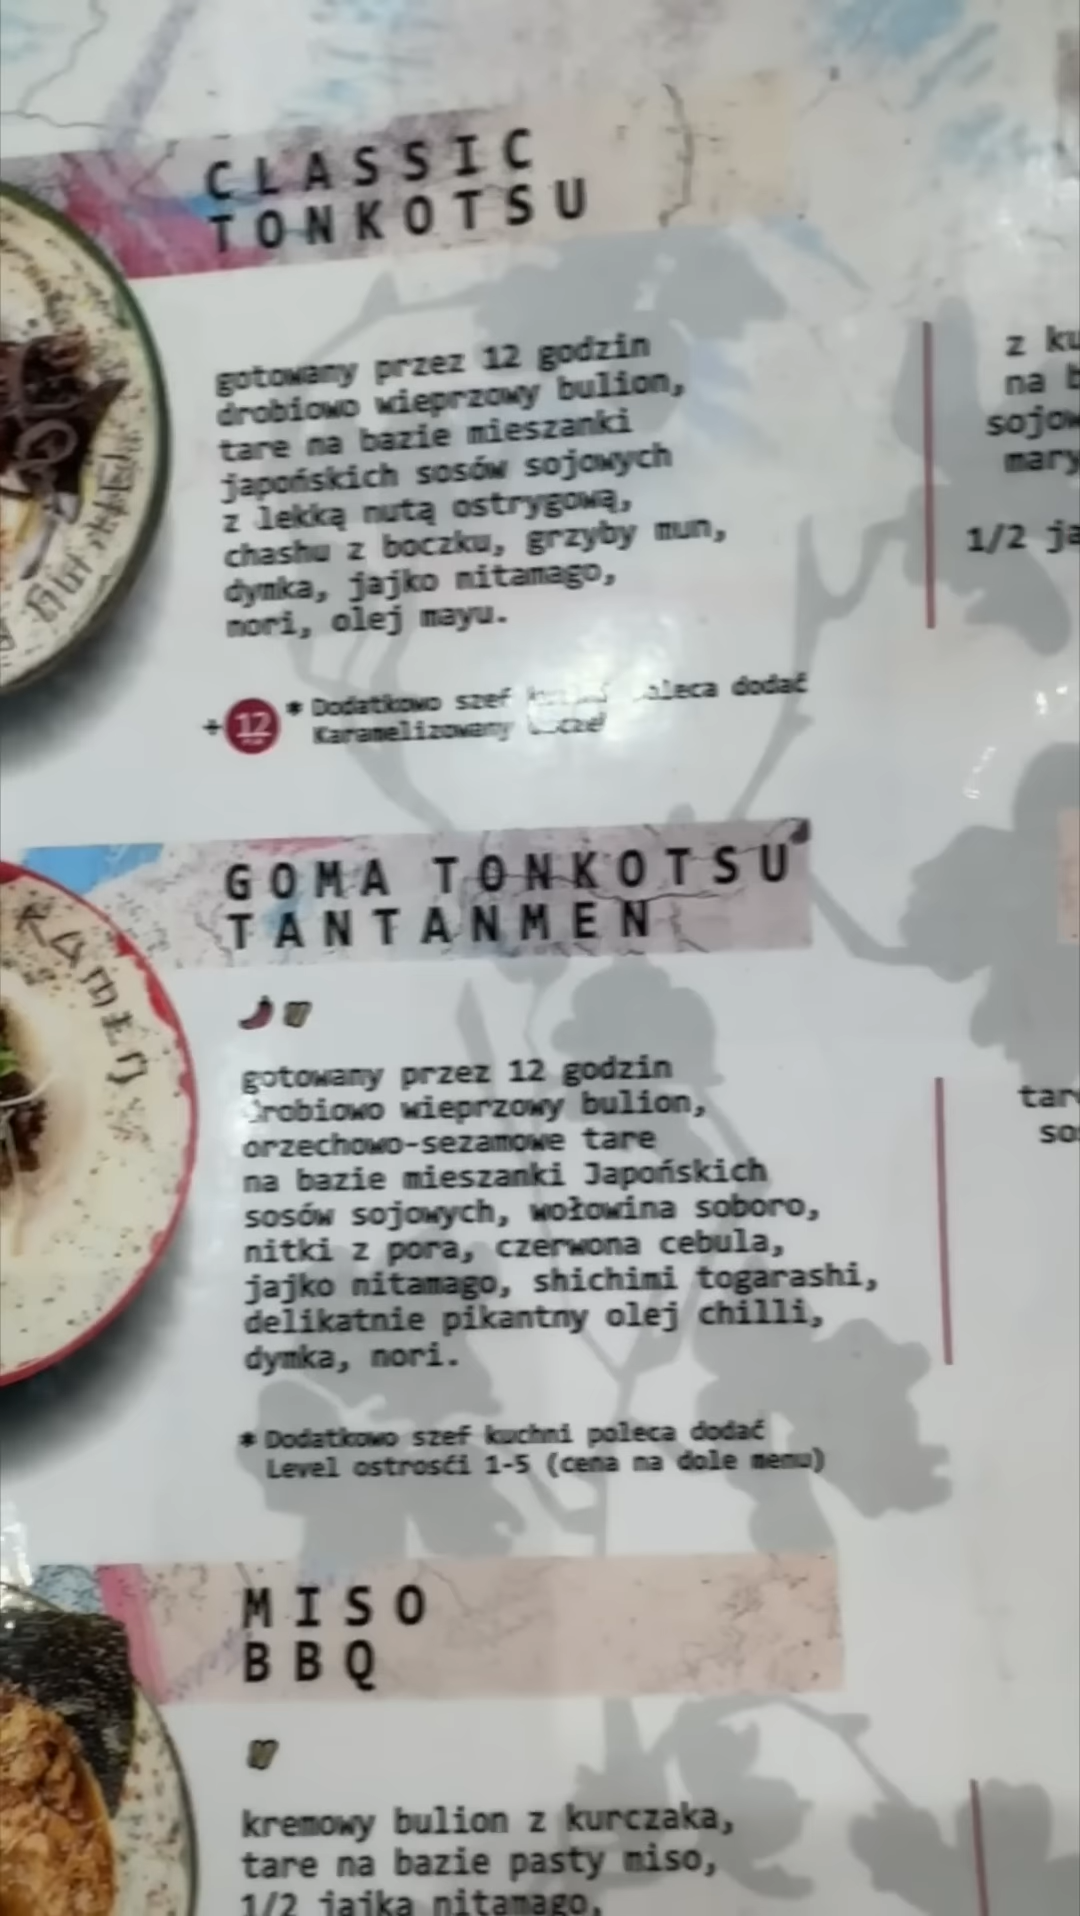 CLASSIC
TONKOTSU
gotowany przez 12 godzin
drobiowo wieprzowy bulion,
tare na bazie mieszanki
japońskich sosów sojowych
z lekką nutą ostrygową,
chashu z boczku, grzyby mun,
dymka, jajko nitamago,
nori, olej mayu.
+ 12 * Dodatkowo szef dodać
Karamelizowany
GOMA TONKOTSU
TANTANMEN
gotowany przez 12 godzin
drobiowo wieprzowy bulion,
orzechowo-sezamowe tare
na bazie mieszanki Japońskich
sosów sojowych, wołowina soboro,
nitki z pora, czerwona cebula,
jajko nitamago, shichimi togarashi,
delikatnie pikantny olej chilli,
dymka, nori.
* Dodatkowo szef kuchni poleca dodać
Level ostrosći 1-5 (cena na dole menu)
MISO
BBQ
kremowy bulion z kurczaka,
tare na bazie pasty miso,
1/2 jajka nitamago,
z
na
1/2
RAMEN